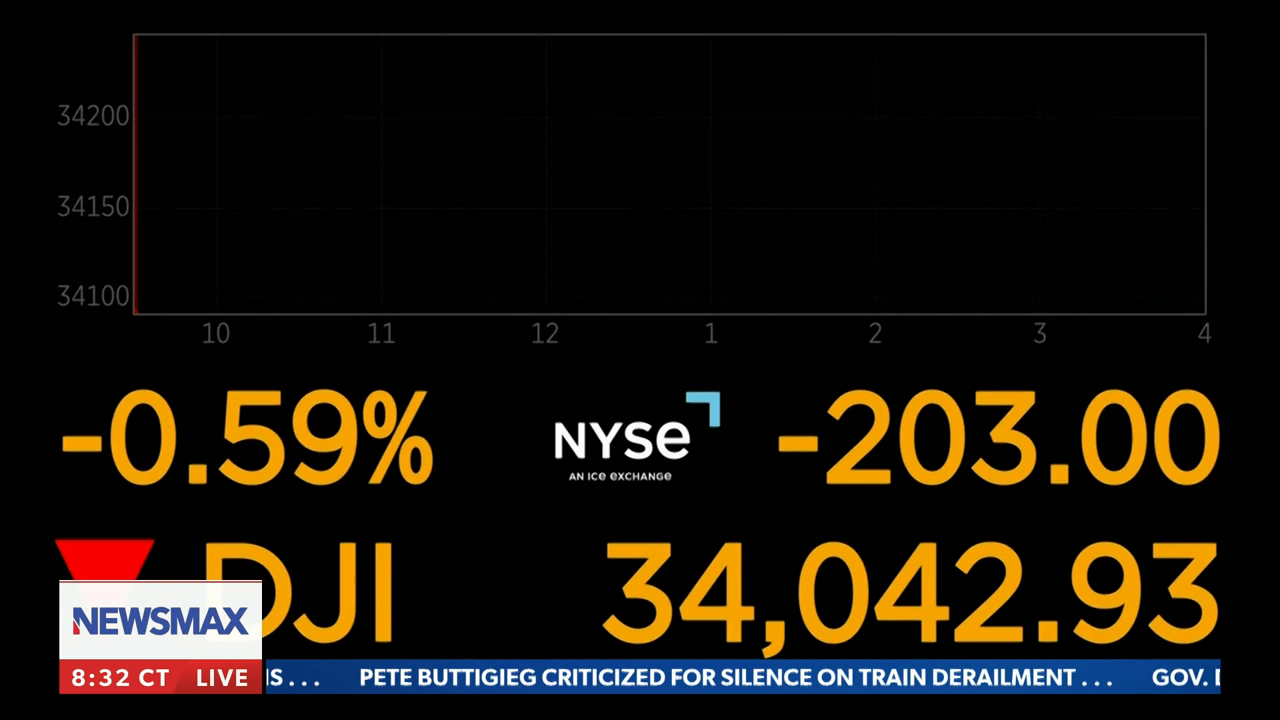 34200
34150
34100
10 11 12 1 2 3 4
-0.59% NYSE -203.00
AN ICE EXCHANGE
DJI 34,042.93
NEWSMAX
8:32 CT LIVE IS... PETE BUTTIGIEG CRITICIZED FOR SILENCE ON TRAIN DERAILMENT... GOV.